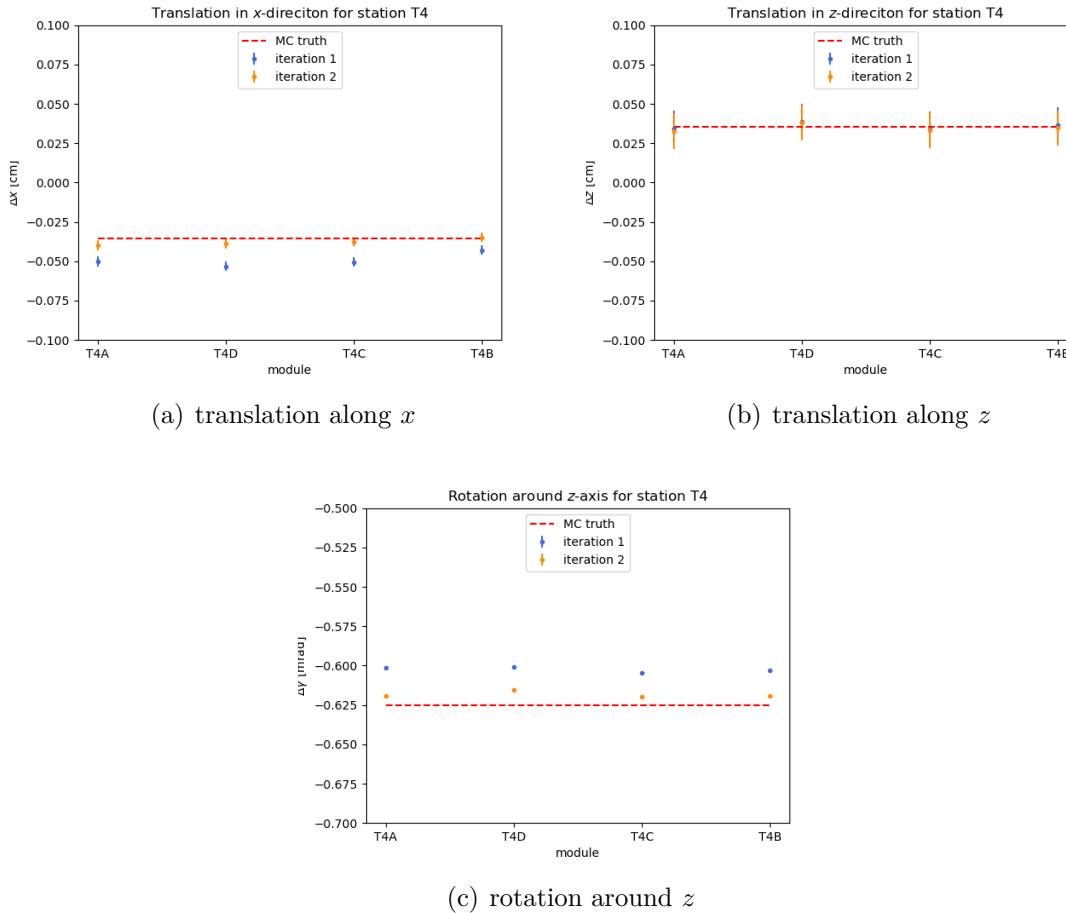 Translation in x-direciton for station T4
0.100
0.075
0.050
0.025
0.000
−0.025
−0.050
−0.075
−0.100
Δx [cm]
MC truth
iteration 1
iteration 2
T4A T4D T4C T4B
module
(a) translation along x
Translation in z-direciton for station T4
0.100
0.075
0.050
0.025
0.000
−0.025
−0.050
−0.075
−0.100
Δz [cm]
MC truth
iteration 1
iteration 2
T4A T4D T4C T4B
module
(b) translation along z
Rotation around z-axis for station T4
−0.500
−0.525
−0.550
−0.575
−0.600
−0.625
−0.650
−0.675
−0.700
Δγ [mrad]
MC truth
iteration 1
iteration 2
T4A T4D T4C T4B
module
(c) rotation around z